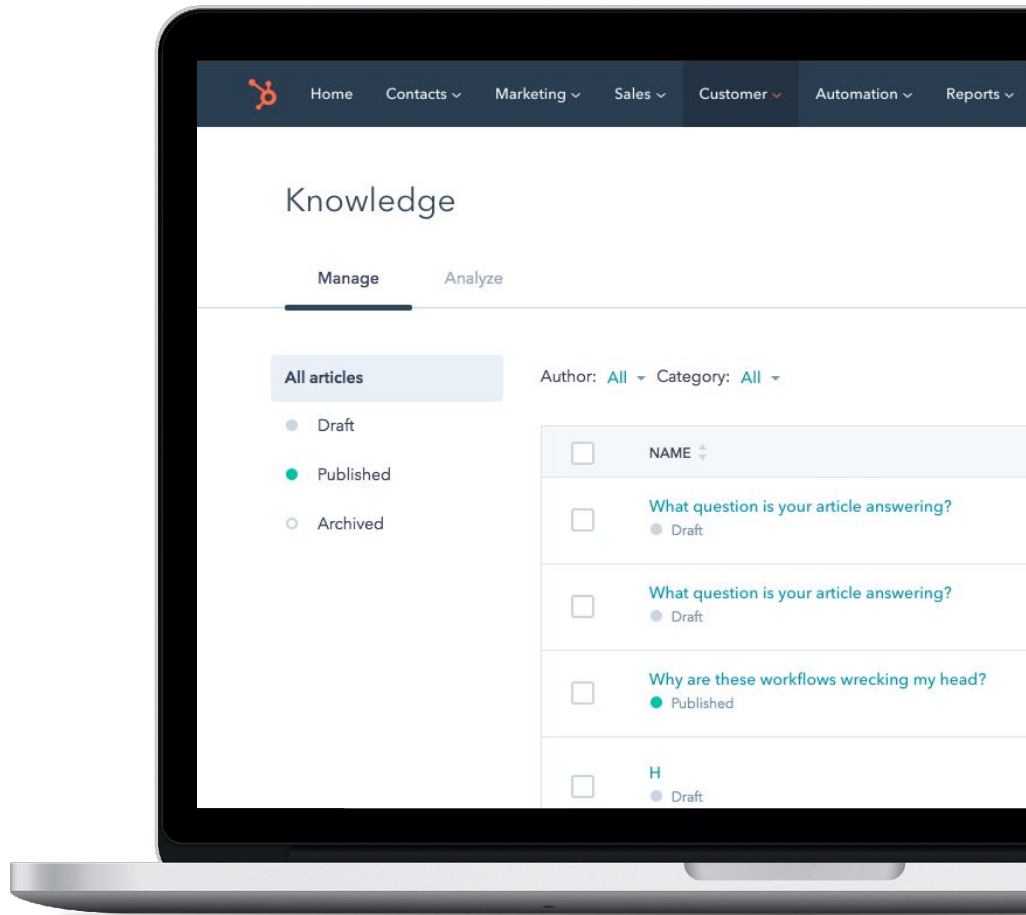 Home Contacts Marketing Sales Customer Automation Reports
Knowledge
Manage Analyze
All articles
Draft
Published
Archived
Author: All Category: All
NAME
What question is your article answering?
Draft
What question is your article answering?
Draft
Why are these workflows wrecking my head?
Published
H
Draft